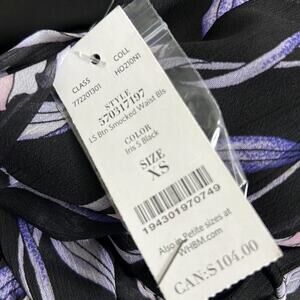 CLASS
772201301
COLL
HO210N1
STYLE
570317197
LS Btn Smocked Waist Bls
COLOR
Iris S Black
SIZE
XS
194301970749
Also in Petite sizes at
WHBM.com
CAN:$104.00